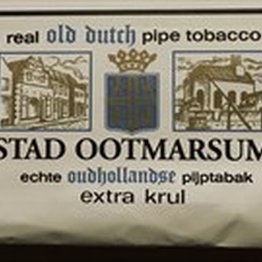 real old dutch pipe tobacco
STAD OOTMARSUM
echte oudhollandse pijptabak
extra krul